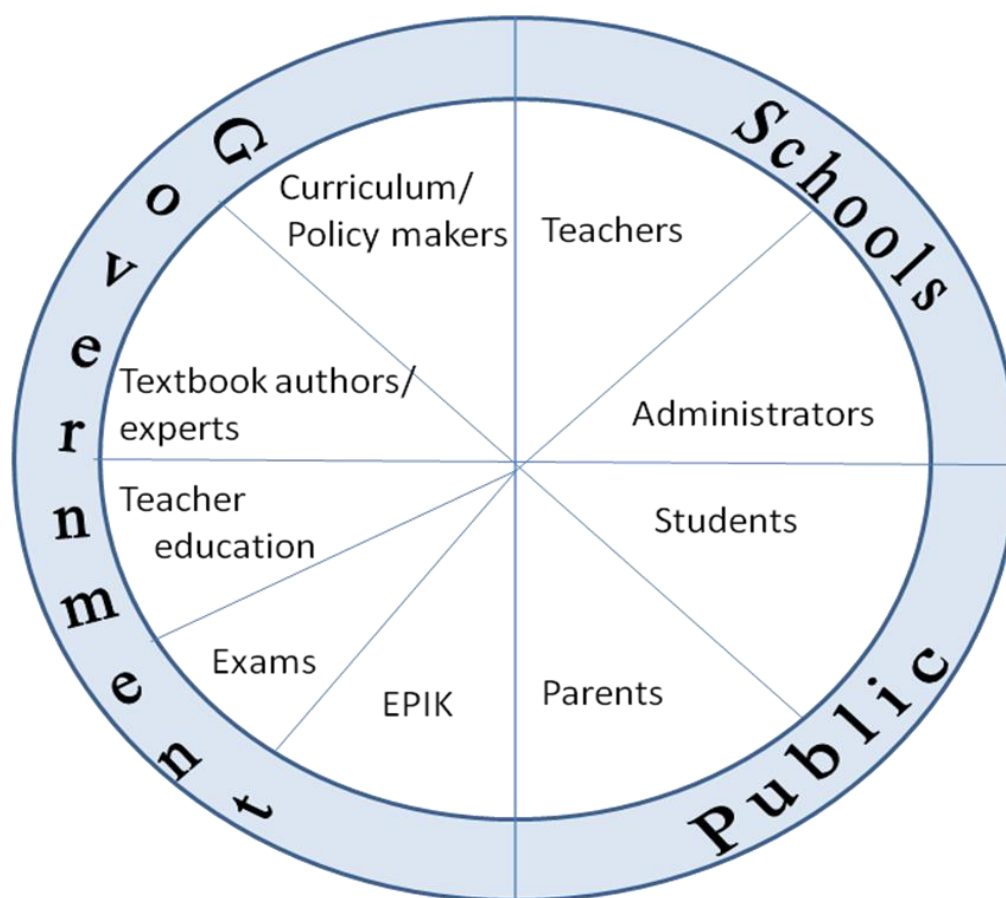 Government
Schools
Curriculum/
Policy makers
Teachers
Textbook authors/
experts
Administrators
Teacher
education
Students
Exams
EPIK
Parents
Public